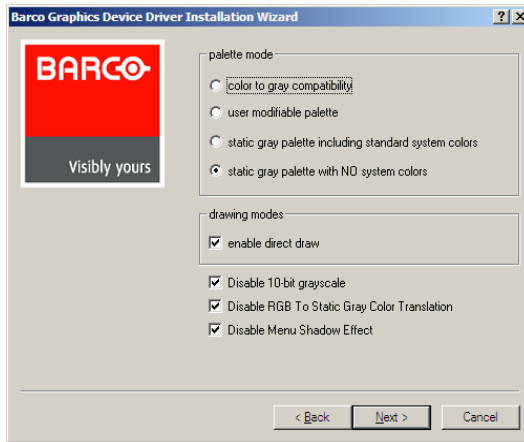 Barco Graphics Device Driver Installation Wizard
BARCO
Visibly yours
palette mode
color to gray compatibility
user modifiable palette
static gray palette including standard system colors
static gray palette with NO system colors
drawing modes
enable direct draw
Disable 10-bit grayscale
Disable RGB To Static Gray Color Translation
Disable Menu Shadow Effect
< Back
Next >
Cancel